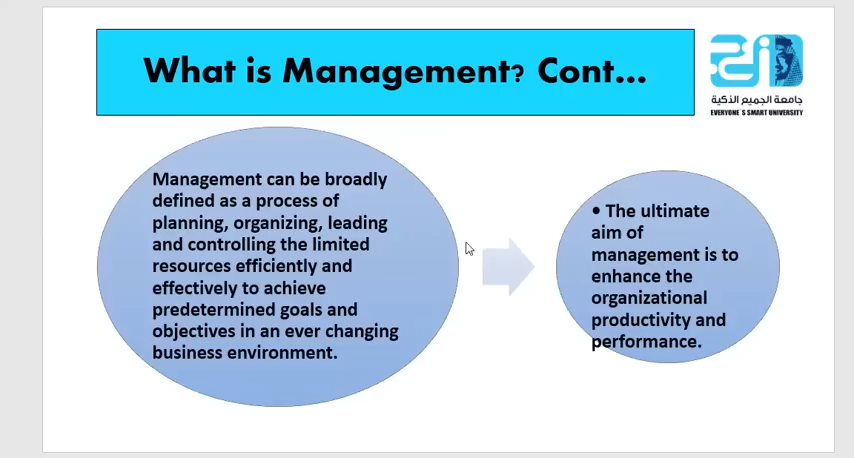 What is Management? Cont...
جامعة الجميع الذكية
EVERYONE`S SMART UNIVERSITY
Management can be broadly
defined as a process of
planning, organizing, leading
and controlling the limited
resources efficiently and
effectively to achieve
predetermined goals and
objectives in an ever changing
business environment.
• The ultimate
aim of
management is to
enhance the
organizational
productivity and
performance.